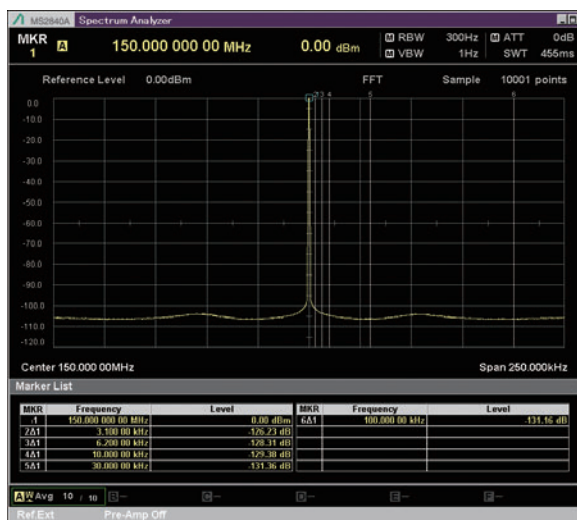 MS2840A Spectrum Analyzer
MKR 1 A 150.000 000 00 MHz 0.00 dBm M RBW 300Hz M ATT 0dB
M VBW 1Hz SWT 455ms
Reference Level 0.00dBm FFT Sample 10001 points
2 3 4 5 6
0.0
-10.0
-20.0
-30.0
-40.0
-50.0
-60.0
-70.0
-80.0
-90.0
-100.0
-110.0
-120.0
Center 150.000 00MHz Span 250.000kHz
Marker List
MKR Frequency Level MKR Frequency Level
1 150.000 000 00 MHz 0.00 dBm 6Δ1 100.000 00 kHz -131.16 dB
2Δ1 3.100 00 kHz -126.23 dB
3Δ1 6.200 00 kHz -128.31 dB
4Δ1 10.000 00 kHz -129.38 dB
5Δ1 30.000 00 kHz -131.36 dB
A W Avg 10 / 10
Ref.Ext Pre-Amp Off